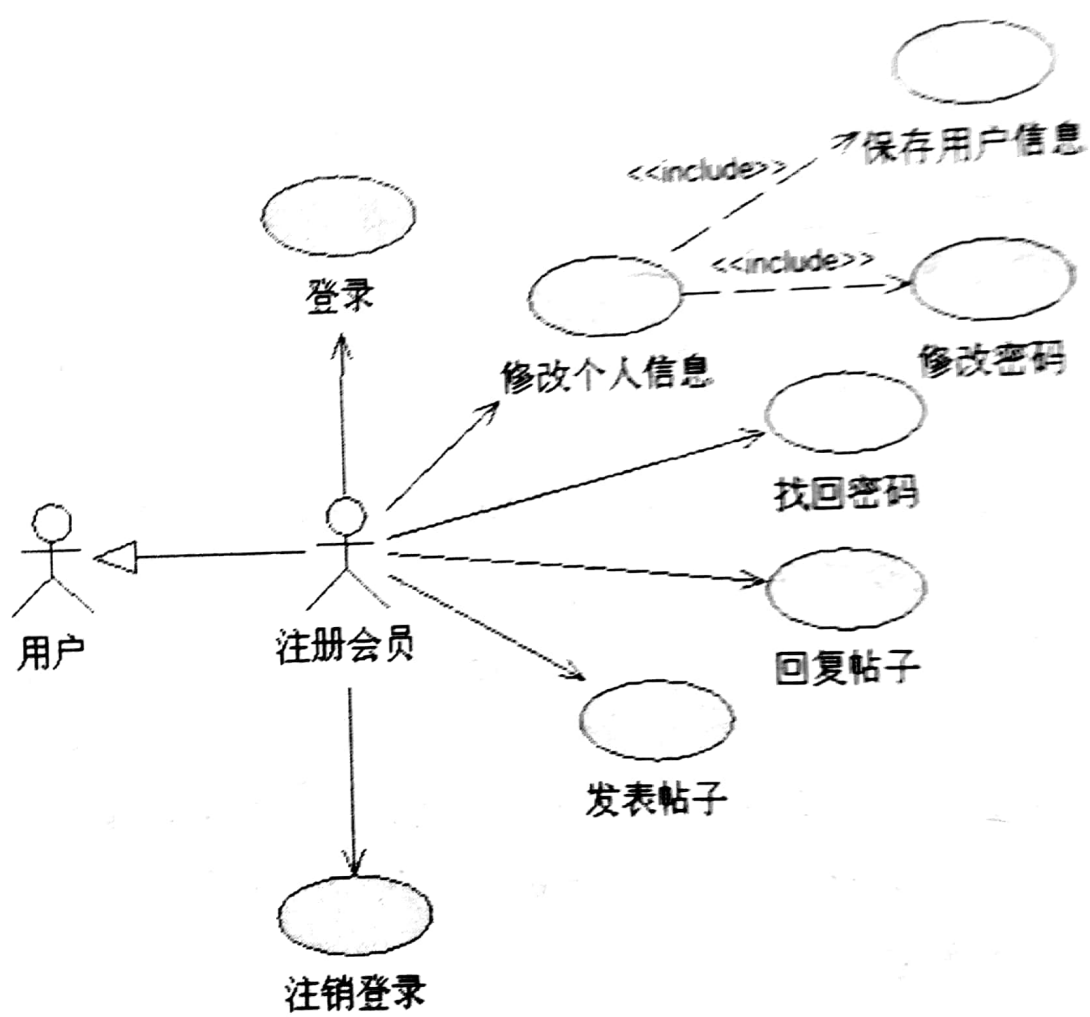 保存用户信息
<<include>>
<<include>>
登录
修改密码
修改个人信息
找回密码
用户
注册会员
回复帖子
发表帖子
注销登录